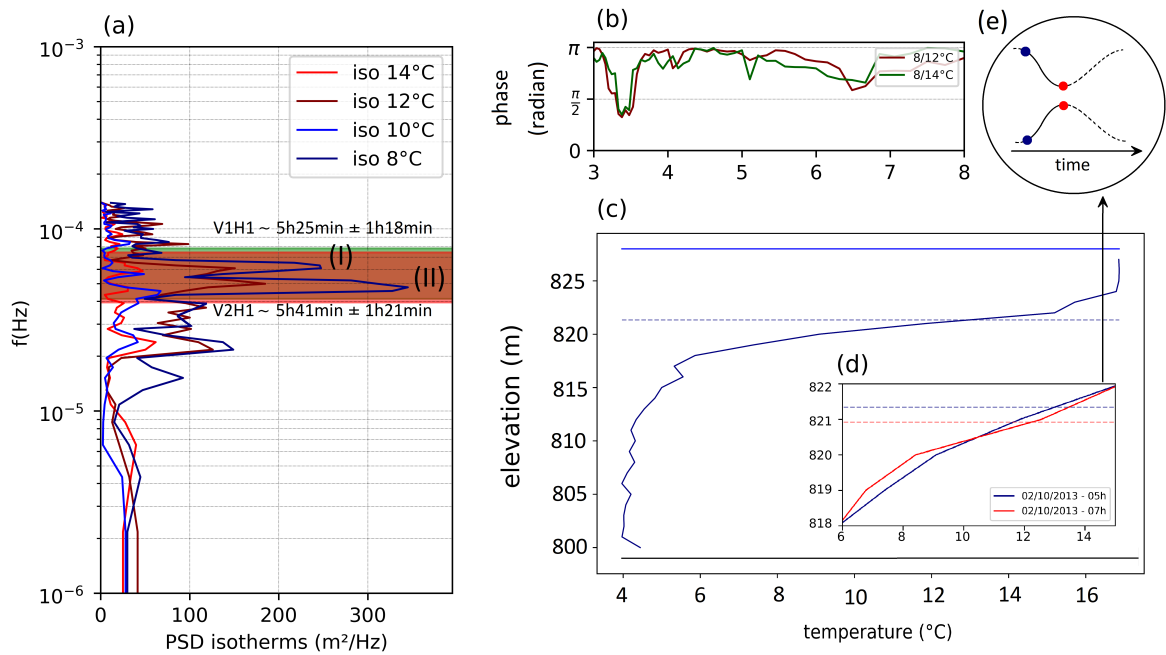 (a)
10⁻³
10⁻⁴
10⁻⁵
10⁻⁶
f(Hz)
iso 14°C
iso 12°C
iso 10°C
iso 8°C
V1H1 ~ 5h25min ± 1h18min
(I)
(II)
V2H1 ~ 5h41min ± 1h21min
0 100 200 300
PSD isotherms (m²/Hz)
(b)
phase
(radian)
π
π/2
0
8/12°C
8/14°C
3 4 5 6 7 8
(e)
time
(c)
elevation (m)
825
820
815
810
805
800
4 6 8 10 12 14 16
temperature (°C)
(d)
822
821
820
819
818
02/10/2013 - 05h
02/10/2013 - 07h
6 8 10 12 14